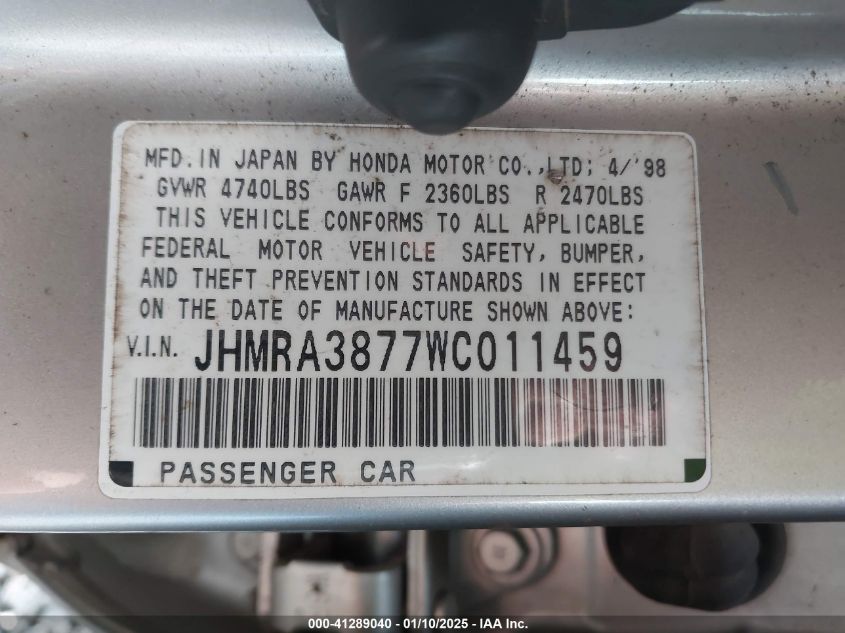 MFD. IN JAPAN BY HONDA MOTOR CO., LTD; 4/'98
GVWR 4740LBS GAWR F 2360LBS R 2470LBS
THIS VEHICLE CONFORMS TO ALL APPLICABLE
FEDERAL MOTOR VEHICLE SAFETY, BUMPER,
AND THEFT PREVENTION STANDARDS IN EFFECT
ON THE DATE OF MANUFACTURE SHOWN ABOVE:
V.I.N. JHMRA3877WC011459
PASSENGER CAR
000-41289040 - 01/10/2025 - IAA Inc.